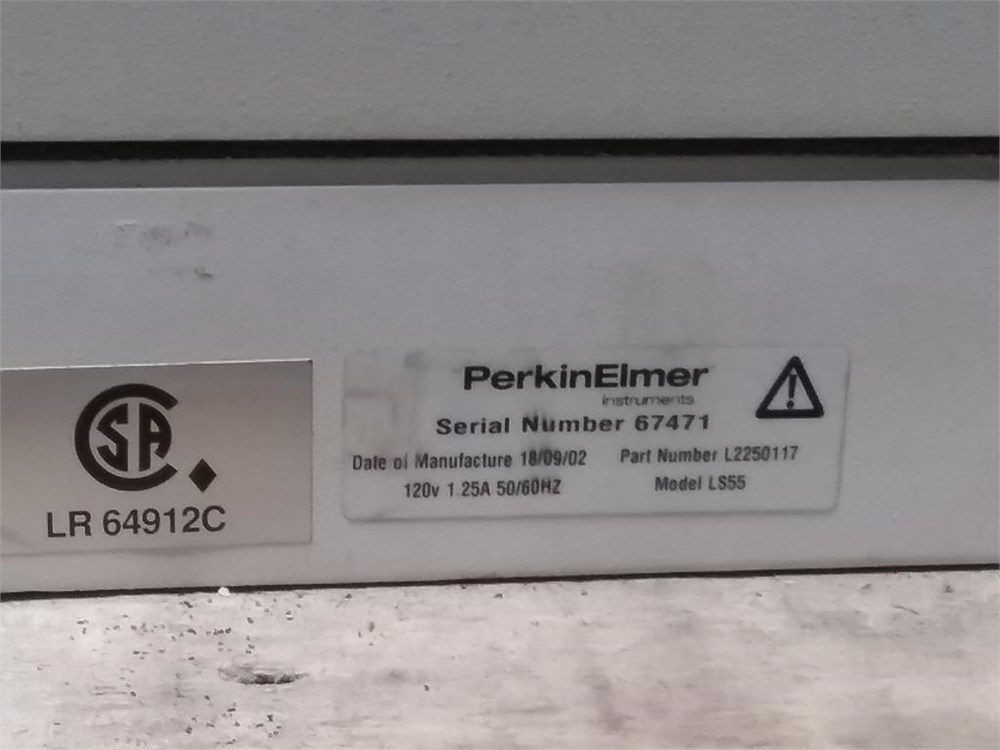 PerkinElmer
instruments
Serial Number 67471
Date of Manufacture 18/09/02 Part Number L2250117
120v 1.25A 50/60HZ Model LS55
SA
LR 64912C